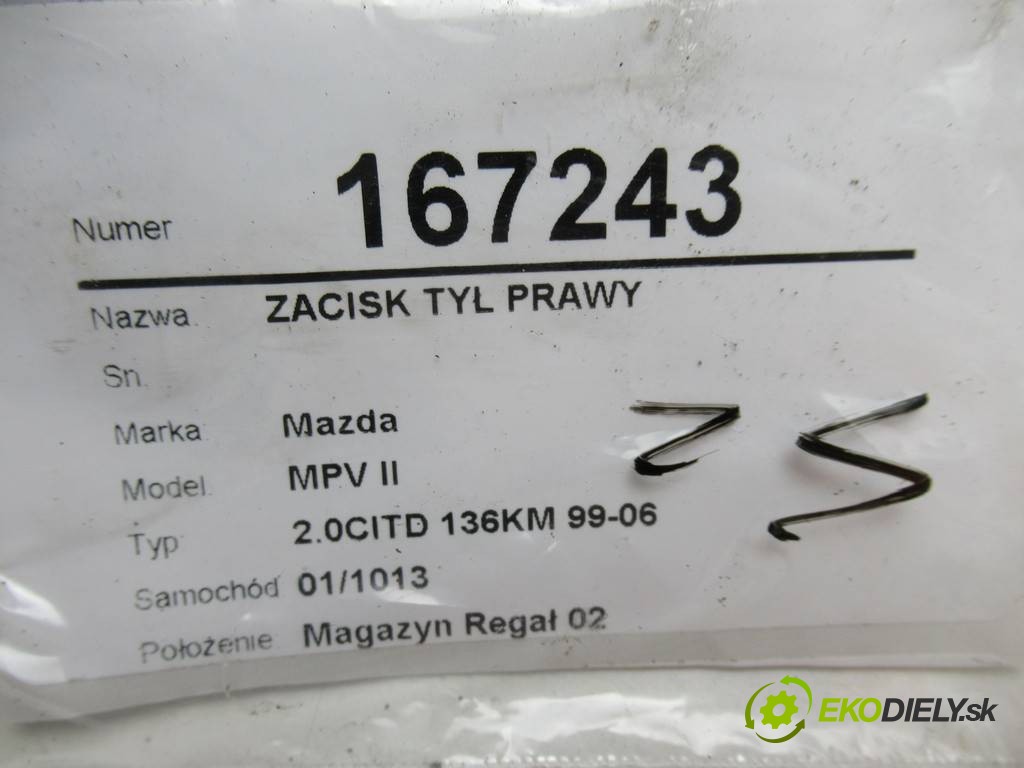 Numer 167243
Nazwa. ZACISK TYŁ PRAWY
Sn.
Marka Mazda
Model. MPV II
Typ 2.0CITD 136KM 99-06
Samochód 01/1013
Położenie Magazyn Regał 02
EKODIELY.sk